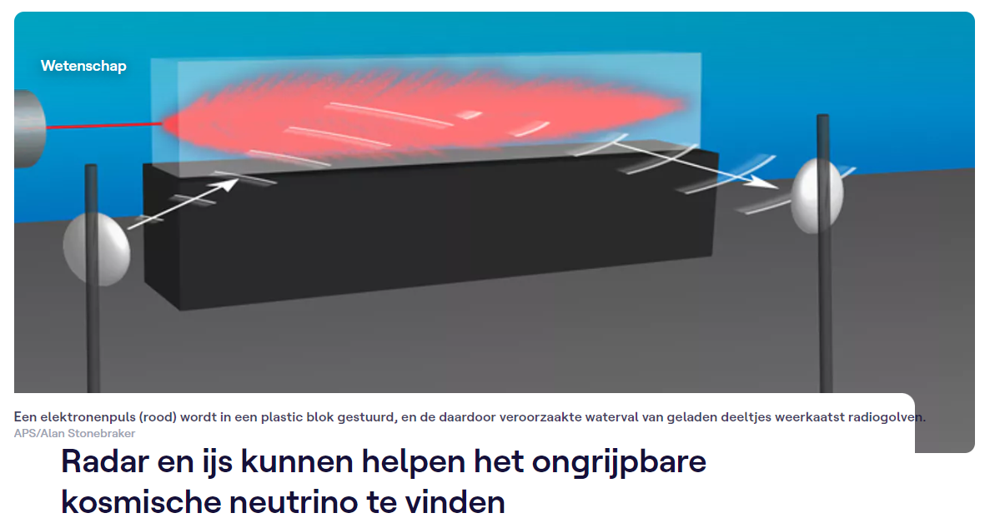 Wetenschap
Een elektronenpuls (rood) wordt in een plastic blok gestuurd, en de daardoor veroorzaakte waterval van geladen deeltjes weerkaatst radiogolven.
APS/Alan Stonebraker
Radar en ijs kunnen helpen het ongrijpbare
kosmische neutrino te vinden